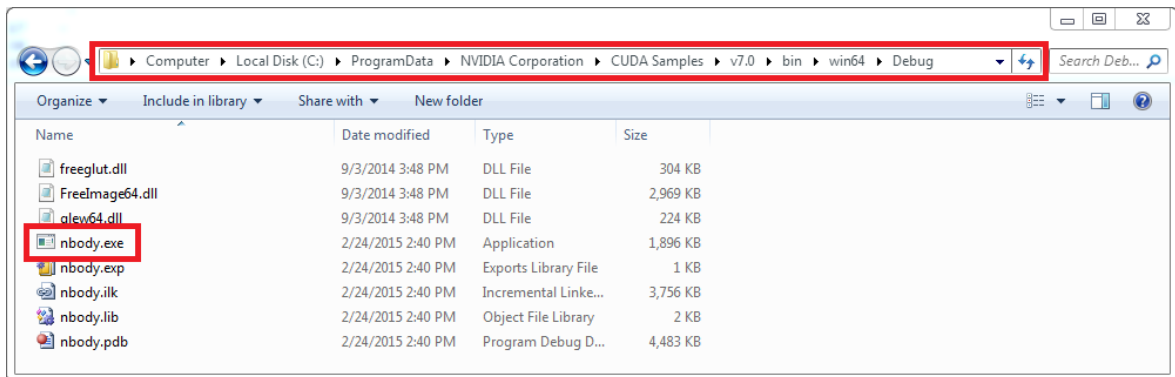 Computer Local Disk (C:) ProgramData NVIDIA Corporation CUDA Samples v7.0 bin win64 Debug Search Deb...
Organize Include in library Share with New folder
Name Date modified Type Size
freeglut.dll 9/3/2014 3:48 PM DLL File 304 KB
FreeImage64.dll 9/3/2014 3:48 PM DLL File 2,969 KB
glew64.dll 9/3/2014 3:48 PM DLL File 224 KB
nbody.exe 2/24/2015 2:40 PM Application 1,896 KB
nbody.exp 2/24/2015 2:40 PM Exports Library File 1 KB
nbody.ilk 2/24/2015 2:40 PM Incremental Linke... 3,756 KB
nbody.lib 2/24/2015 2:40 PM Object File Library 2 KB
nbody.pdb 2/24/2015 2:40 PM Program Debug D... 4,483 KB